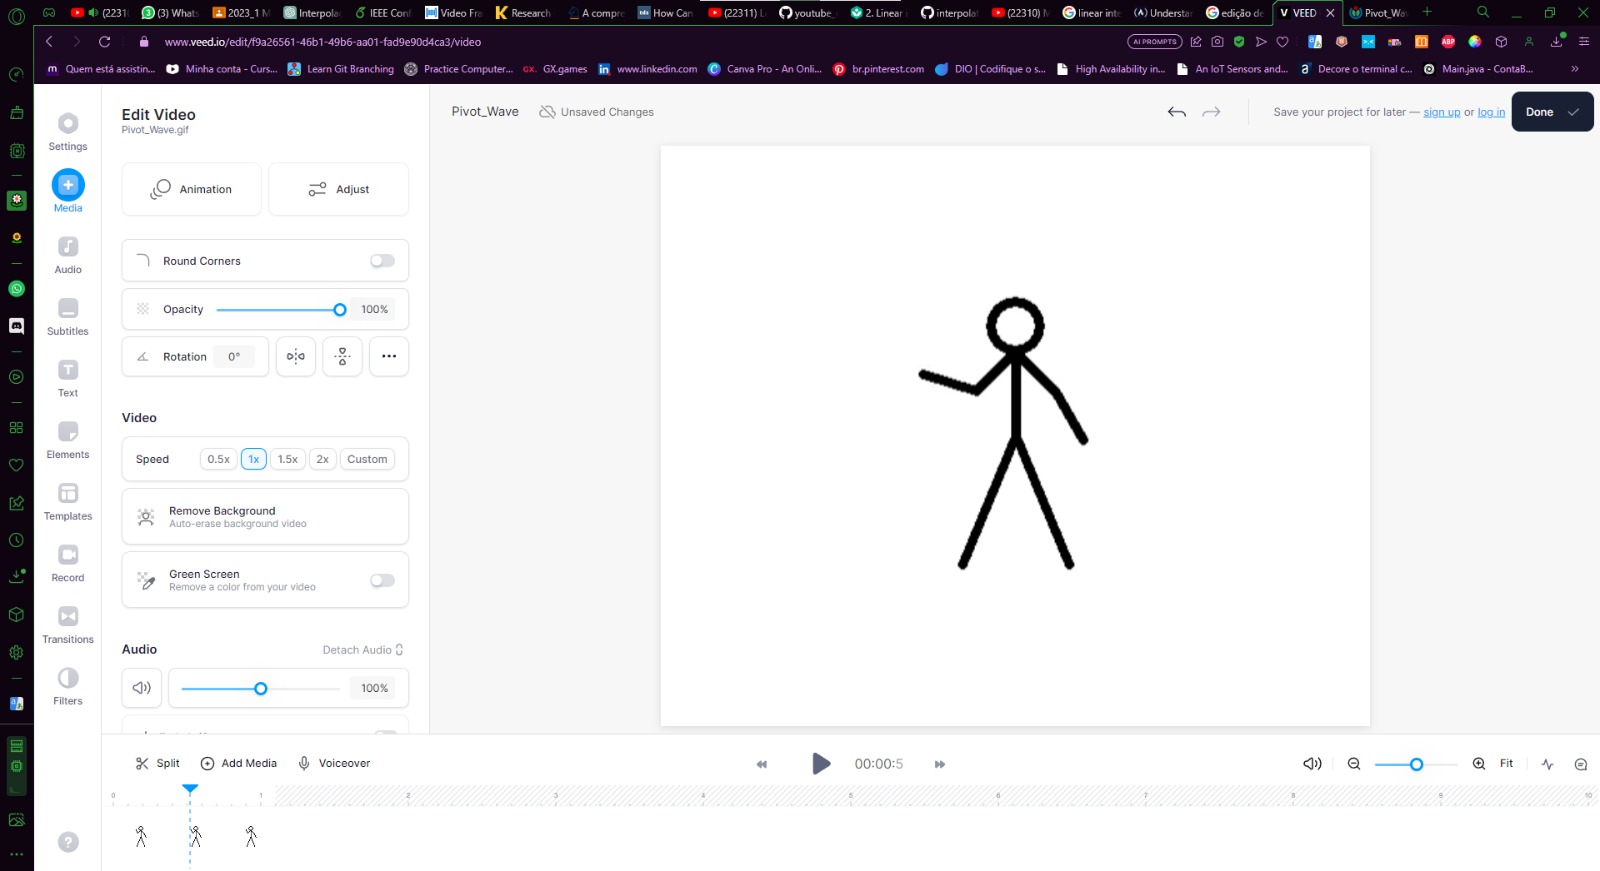 (2231
(3) Whats
2023_1 M
Interpola
IEEE Con
Video Fra
Research
A compre
How Can
(22311) L
youtube_
2. Linear
interpolat
(22310) M
linear inte
(A) Understa
edição de
VEED
Pivot_Wa
www.veed.io/edit/f9a26561-46b1-49b6-aa01-fad9e90d4ca3/video
AI PROMPTS
ABP
Quem está assistin...
Minha conta - Curs...
Learn Git Branching
Practice Computer...
GX. GX.games
www.linkedin.com
Canva Pro - An Onli...
br.pinterest.com
DIO | Codifique o s...
High Availability in...
An IoT Sensors and...
Decore o terminal c...
Main.java - ContaB...
Settings
Media
Audio
Subtitles
Text
Elements
Templates
Record
Transitions
Filters
Edit Video
Pivot_Wave.gif
Animation
Adjust
Round Corners
Opacity 100%
Rotation 0°
Video
Speed 0.5x 1x 1.5x 2x Custom
Remove Background
Auto-erase background video
Green Screen
Remove a color from your video
Audio Detach Audio
100%
Pivot_Wave Unsaved Changes
Save your project for later — sign up or log in
Done
Split Add Media Voiceover
00:00:5
Fit
0 1 2 3 4 5 6 7 8 9 10